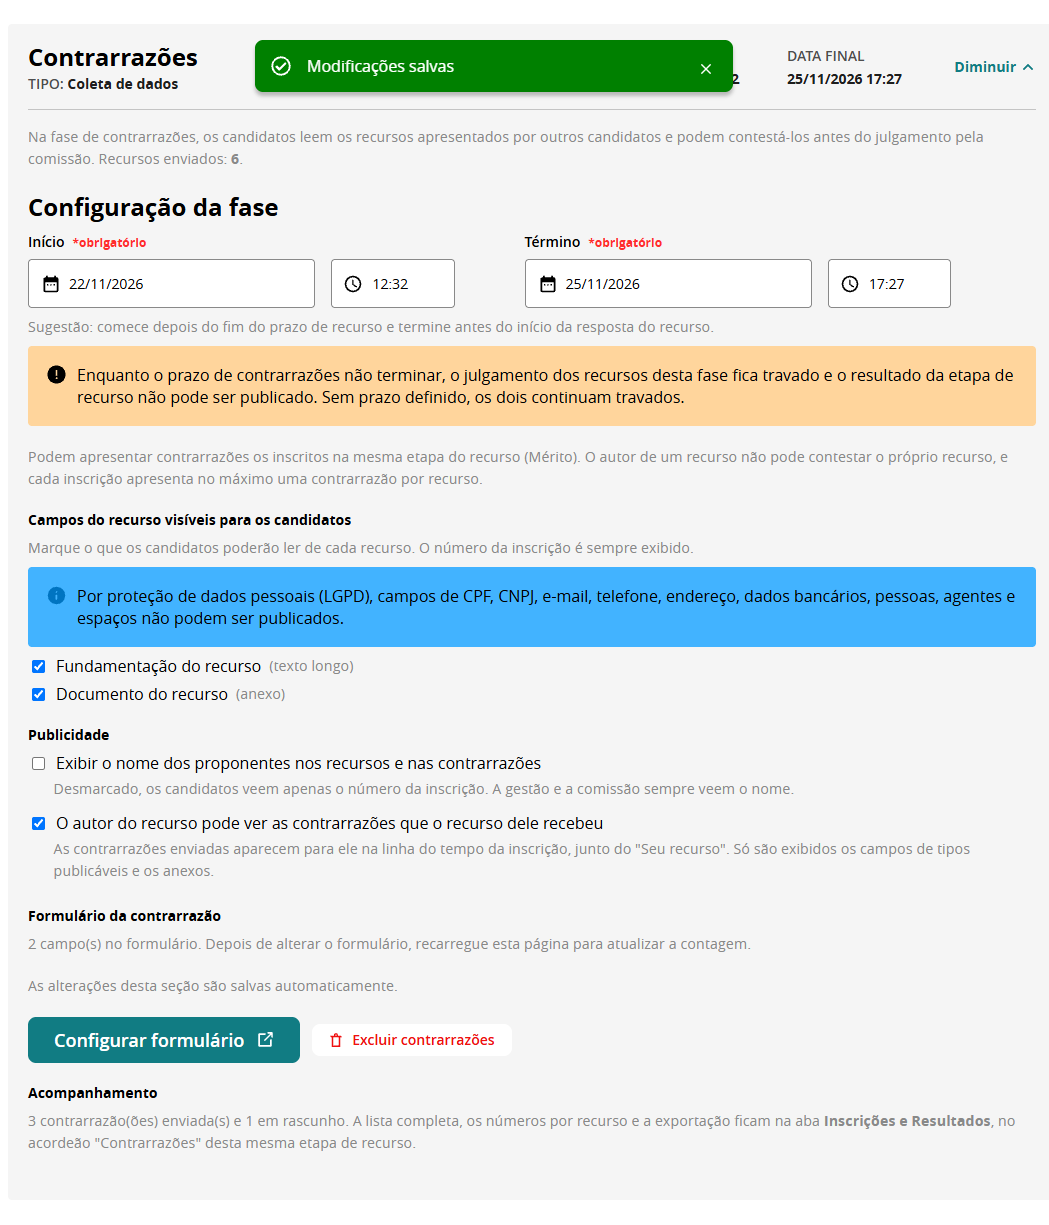 Contrarrazões
TIPO: Coleta de dados
Modificações salvas
2
DATA FINAL
25/11/2026 17:27
Diminuir
Na fase de contrarrazões, os candidatos leem os recursos apresentados por outros candidatos e podem contestá-los antes do julgamento pela
comissão. Recursos enviados: 6.
Configuração da fase
Início *obrigatório
Término *obrigatório
22/11/2026
12:32
25/11/2026
17:27
Sugestão: comece depois do fim do prazo de recurso e termine antes do início da resposta do recurso.
Enquanto o prazo de contrarrazões não terminar, o julgamento dos recursos desta fase fica travado e o resultado da etapa de
recurso não pode ser publicado. Sem prazo definido, os dois continuam travados.
Podem apresentar contrarrazões os inscritos na mesma etapa do recurso (Mérito). O autor de um recurso não pode contestar o próprio recurso, e
cada inscrição apresenta no máximo uma contrarrazão por recurso.
Campos do recurso visíveis para os candidatos
Marque o que os candidatos poderão ler de cada recurso. O número da inscrição é sempre exibido.
Por proteção de dados pessoais (LGPD), campos de CPF, CNPJ, e-mail, telefone, endereço, dados bancários, pessoas, agentes e
espaços não podem ser publicados.
Fundamentação do recurso (texto longo)
Documento do recurso (anexo)
Publicidade
Exibir o nome dos proponentes nos recursos e nas contrarrazões
Desmarcado, os candidatos veem apenas o número da inscrição. A gestão e a comissão sempre veem o nome.
O autor do recurso pode ver as contrarrazões que o recurso dele recebeu
As contrarrazões enviadas aparecem para ele na linha do tempo da inscrição, junto do "Seu recurso". Só são exibidos os campos de tipos
publicáveis e os anexos.
Formulário da contrarrazão
2 campo(s) no formulário. Depois de alterar o formulário, recarregue esta página para atualizar a contagem.
As alterações desta seção são salvas automaticamente.
Configurar formulário
Excluir contrarrazões
Acompanhamento
3 contrarrazão(ões) enviada(s) e 1 em rascunho. A lista completa, os números por recurso e a exportação ficam na aba Inscrições e Resultados, no
acordeão "Contrarrazões" desta mesma etapa de recurso.